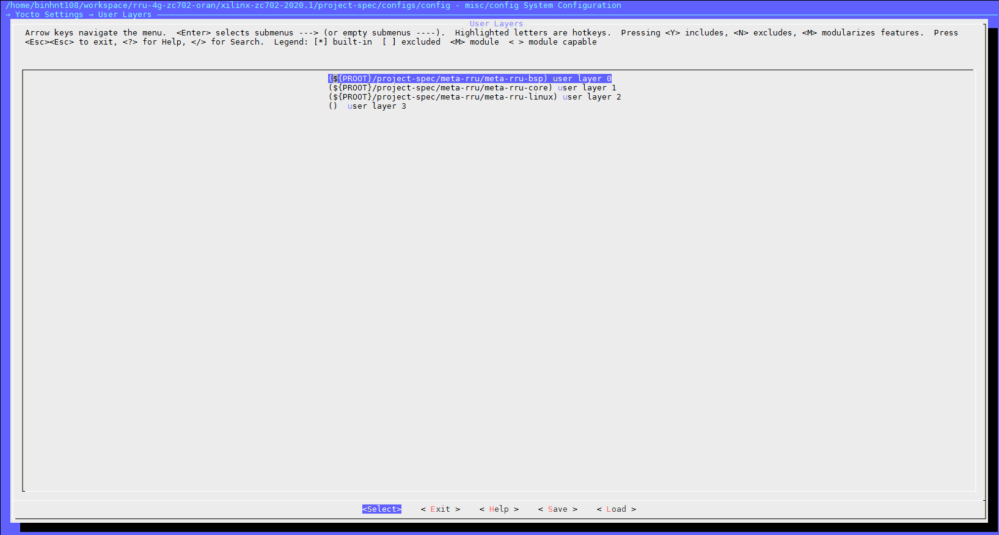 /home/binhnt108/workspace/rru-4g-zc702-oran/xilinx-zc702-2020.1/project-spec/configs/config - misc/config System Configuration
→ Yocto Settings → User Layers
User Layers
Arrow keys navigate the menu.  <Enter> selects submenus ---> (or empty submenus ----).  Highlighted letters are hotkeys.  Pressing <Y> includes, <N> excludes, <M> modularizes features.  Press
<Esc><Esc> to exit, <?> for Help, </> for Search.  Legend: [*] built-in  [ ] excluded  <M> module  < > module capable
(${PROOT}/project-spec/meta-rru/meta-rru-bsp) user layer 0
(${PROOT}/project-spec/meta-rru/meta-rru-core) user layer 1
(${PROOT}/project-spec/meta-rru/meta-rru-linux) user layer 2
()  user layer 3
<Select>    < Exit >    < Help >    < Save >    < Load >